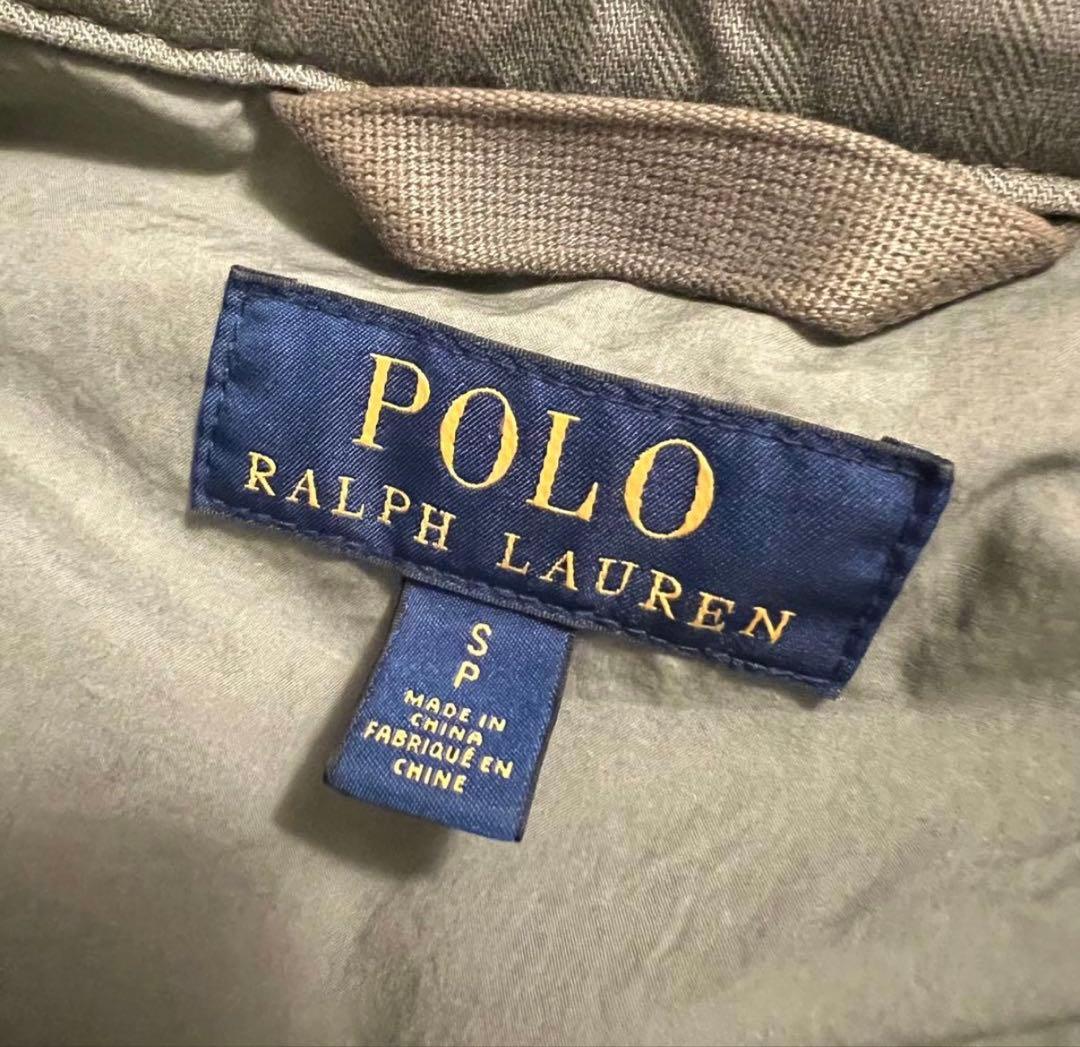 POLO
RALPH LAUREN
S
P
MADE IN
CHINA
FABRIQUÉ EN
CHINE